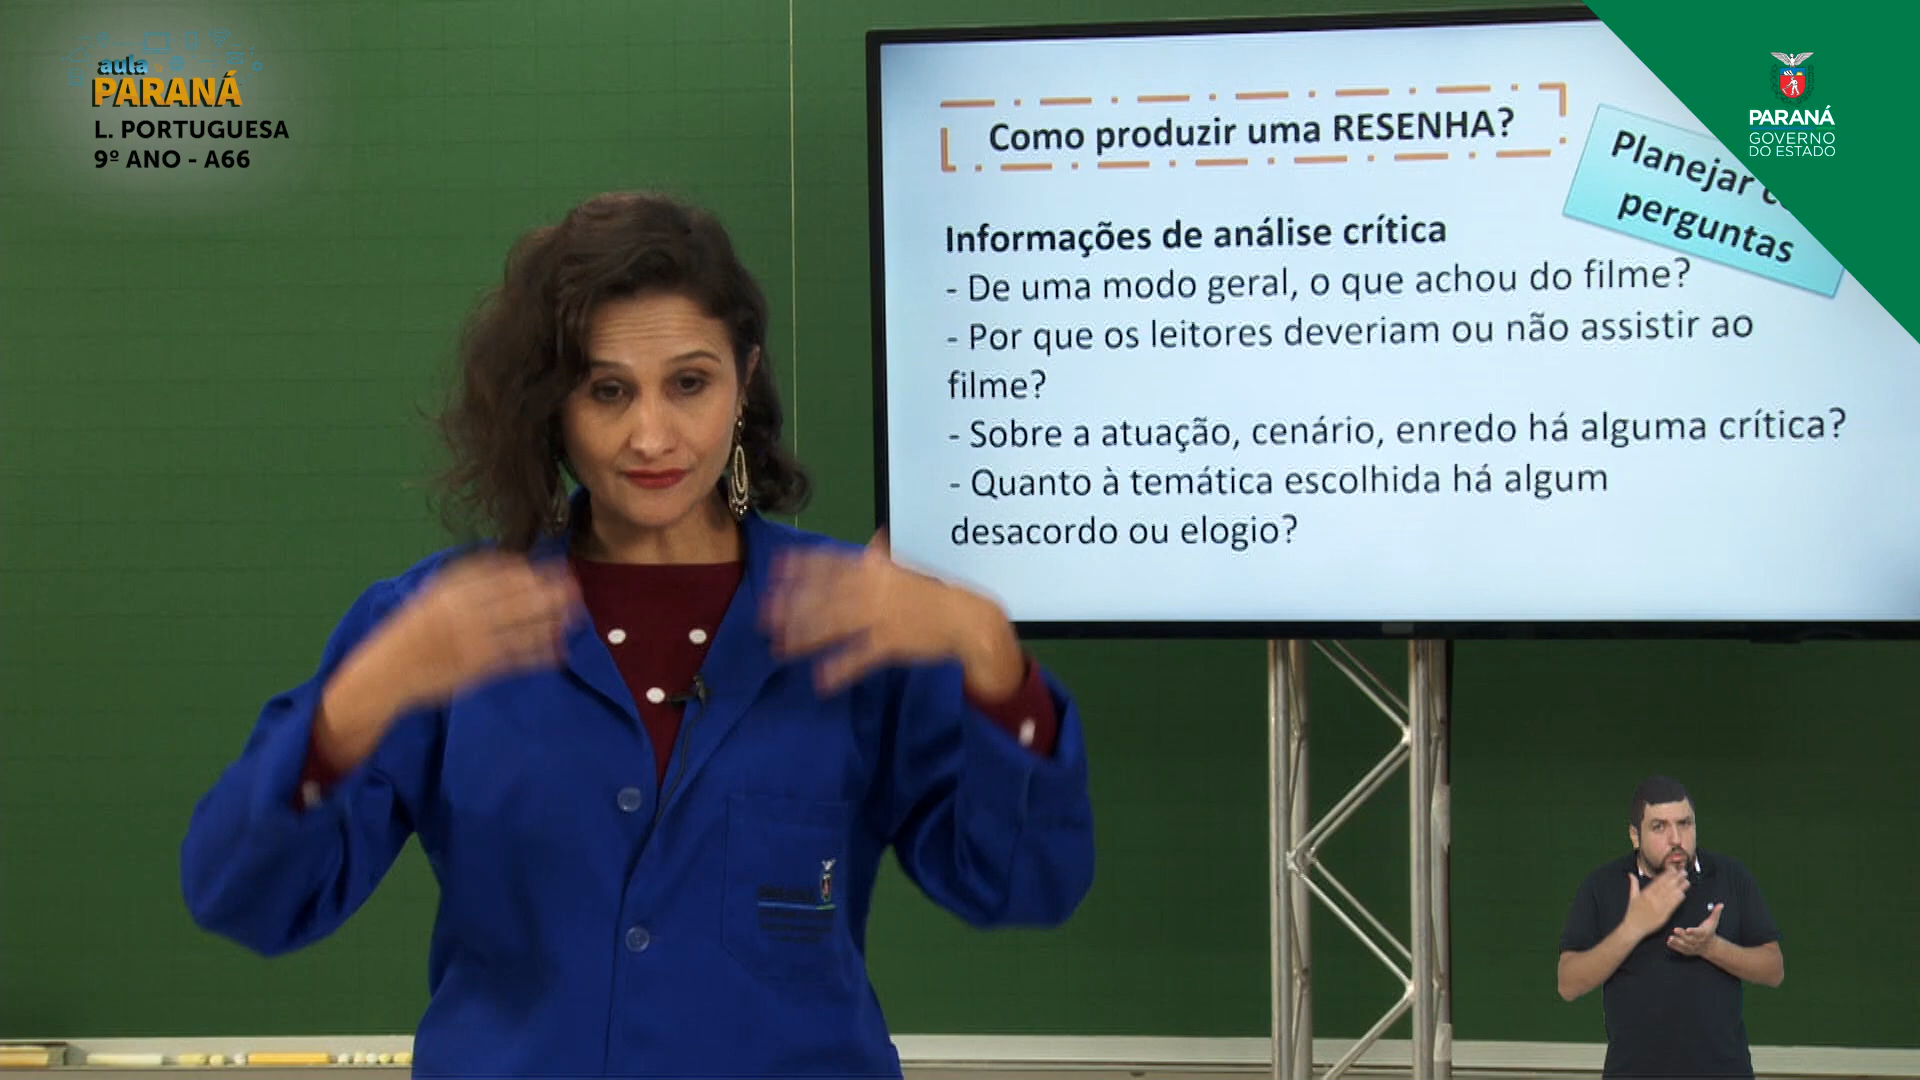 aula
PARANÁ
L. PORTUGUESA
9º ANO - A66
Como produzir uma RESENHA?
Planejar
perguntas
PARANÁ
GOVERNO
DO ESTADO
Informações de análise crítica
- De uma modo geral, o que achou do filme?
- Por que os leitores deveriam ou não assistir ao
filme?
- Sobre a atuação, cenário, enredo há alguma crítica?
- Quanto à temática escolhida há algum
desacordo ou elogio?